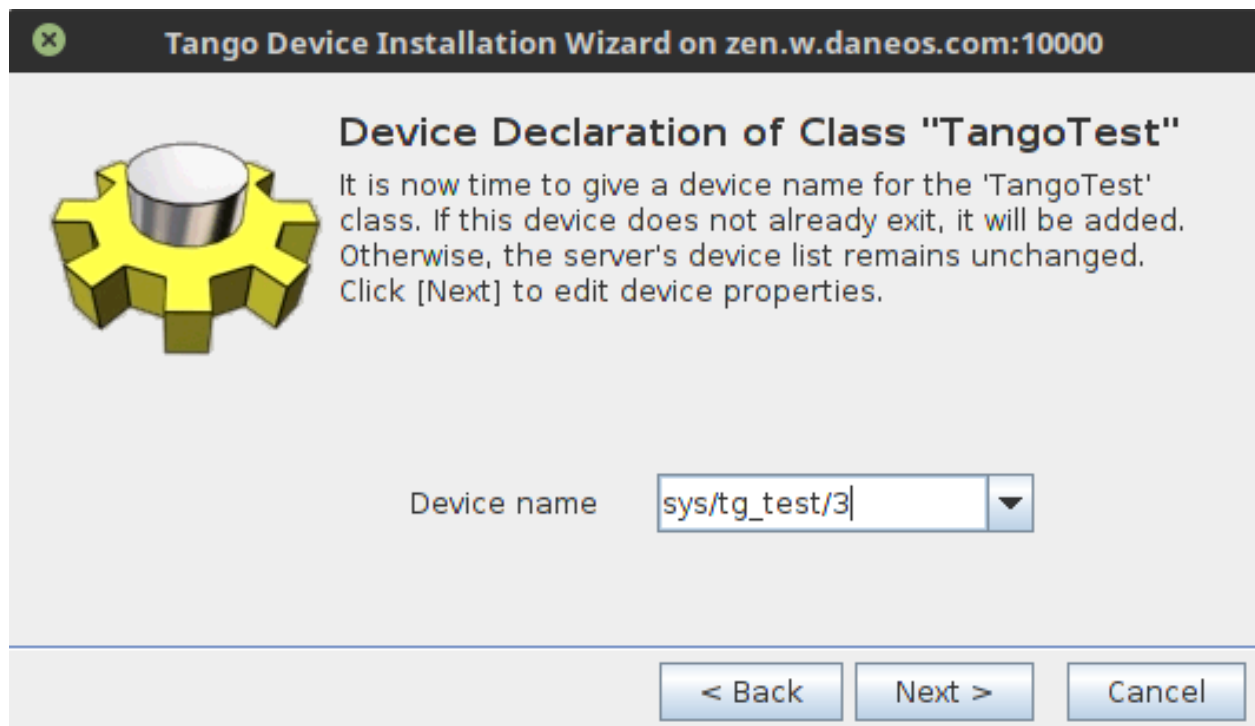 Tango Device Installation Wizard on zen.w.daneos.com:10000
Device Declaration of Class "TangoTest"
It is now time to give a device name for the 'TangoTest'
class. If this device does not already exit, it will be added.
Otherwise, the server's device list remains unchanged.
Click [Next] to edit device properties.
Device name sys/tg_test/3
< Back Next > Cancel